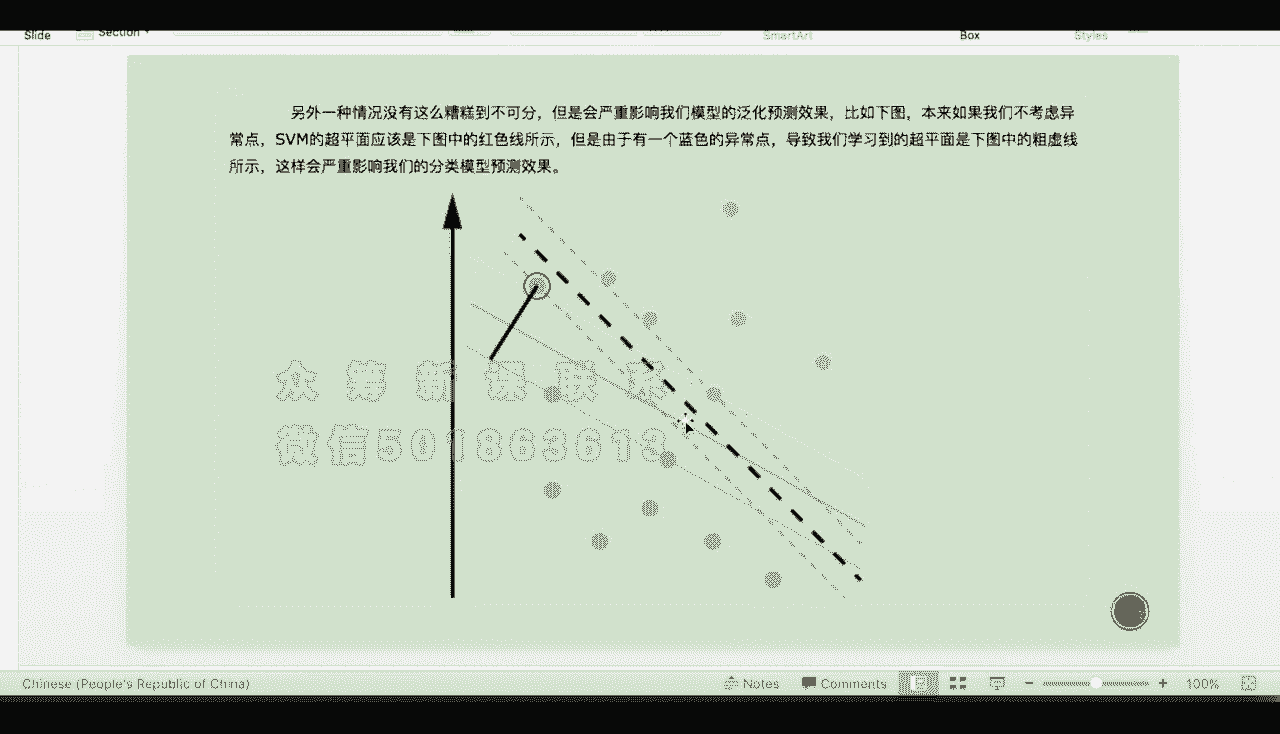 Slide
Section
SmartArt
Box
Styles
另外一种情况没有这么糟糕到不可分，但是会严重影响我们模型的泛化预测效果，比如下图，本来如果我们不考虑异
常点，SVM的超平面应该是下图中的红色线所示，但是由于有一个蓝色的异常点，导致我们学习到的超平面是下图中的粗虚线
所示，这样会严重影响我们的分类模型预测效果。
微信501863613
Chinese (People's Republic of China)
Notes
Comments
100%